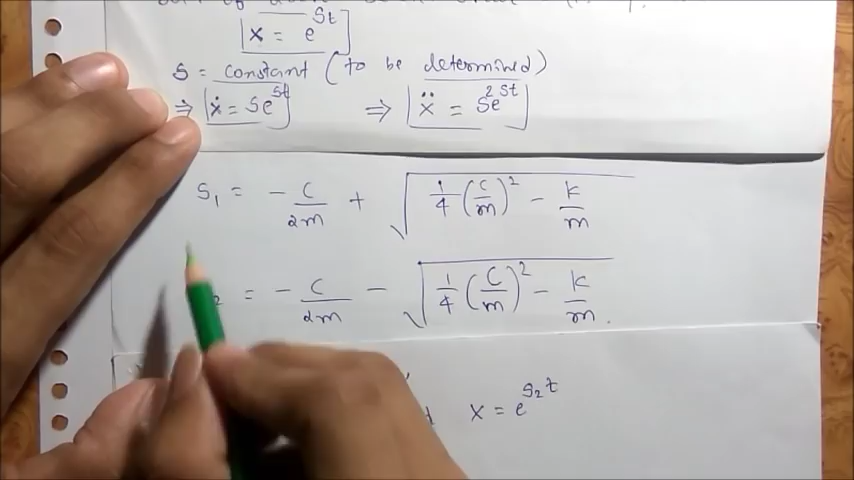 x = e^{st}
s = constant (to be determined)
⇒ ẋ = se^{st} ⇒ ẍ = s²e^{st}
s₁ = - c/2m + √(1/4 (c/m)² - k/m)
₂ = - c/2m - √(1/4 (c/m)² - k/m).
x = e^{s₂t}